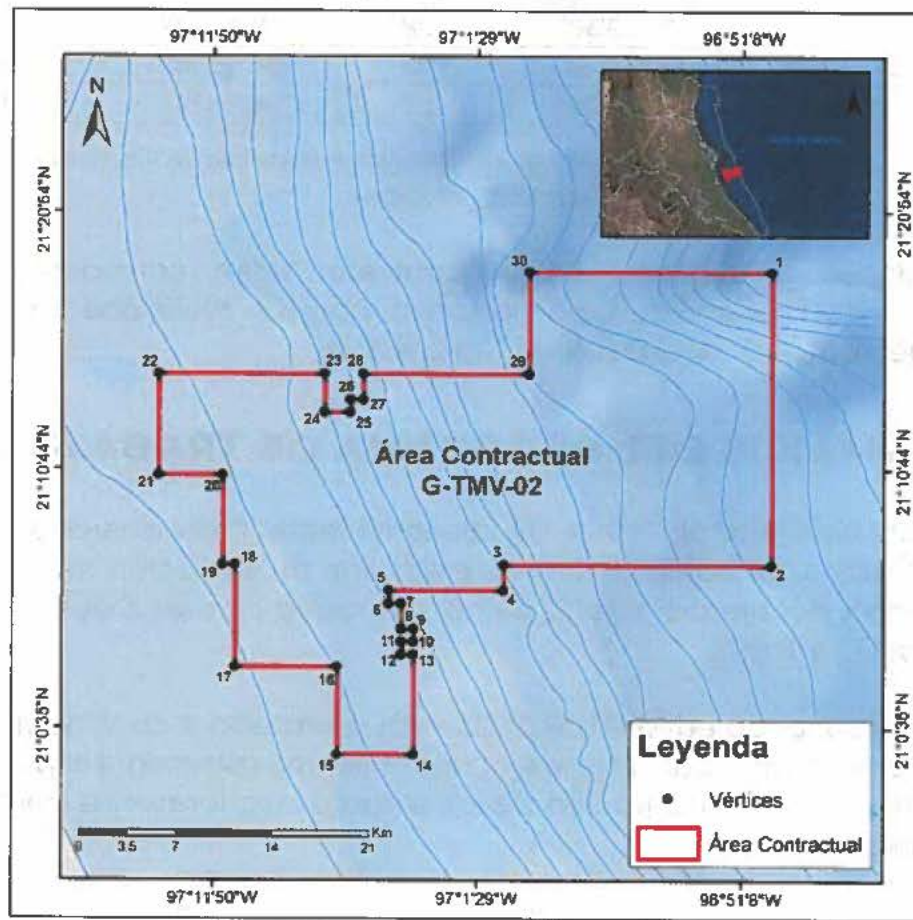 97°11'50"W 97°1'29"W 96°51'8"W
N
21°20'54"N 21°20'54"N
30 1
22 23 28 29
26 27
24 25
Área Contractual
G-TMV-02
21°10'44"N 21°10'44"N
21 20
19 18 3 2
5 4
6 7
8 9
11 10
12 13
17 16
21°0'35"N 21°0'35"N
15 14
Leyenda
Vértices
Área Contractual
0 3.5 7 14 21 Km
97°11'50"W 97°1'29"W 96°51'8"W